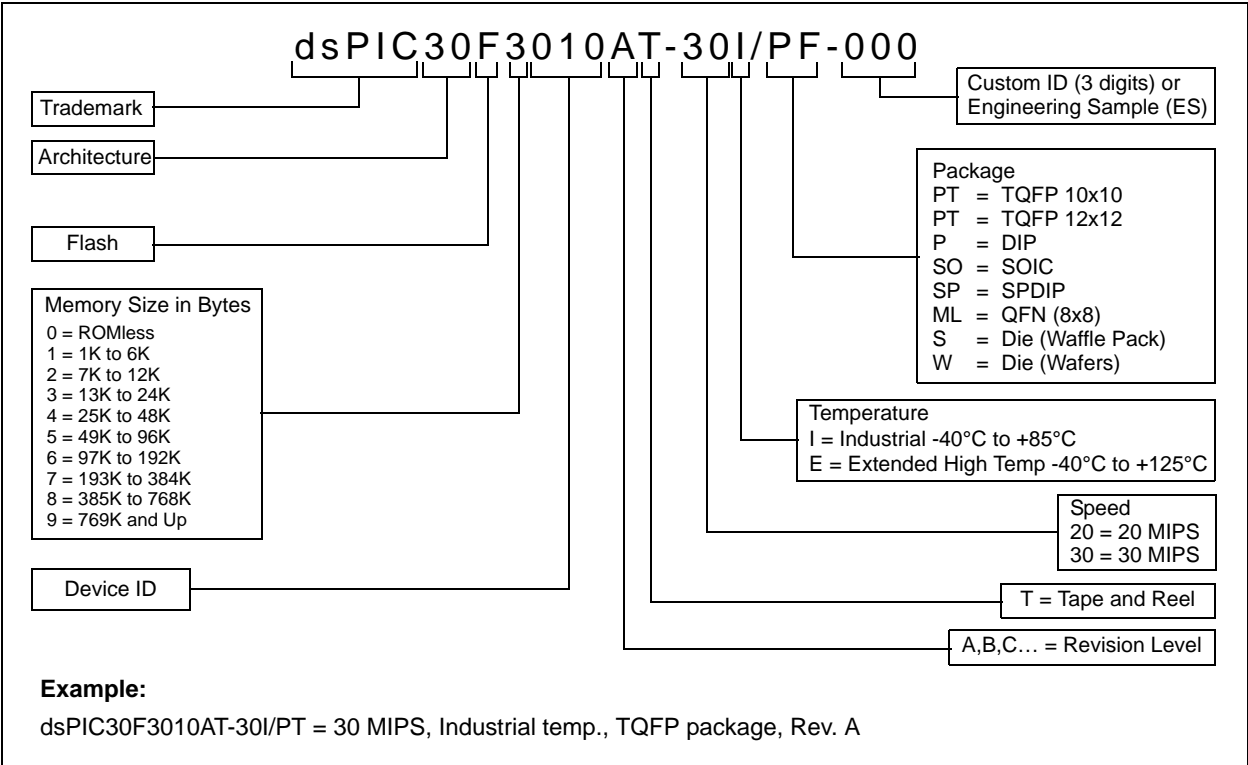 dsPIC30F3010AT-30I/PF-000
Trademark
Architecture
Flash
Memory Size in Bytes
0 = ROMless
1 = 1K to 6K
2 = 7K to 12K
3 = 13K to 24K
4 = 25K to 48K
5 = 49K to 96K
6 = 97K to 192K
7 = 193K to 384K
8 = 385K to 768K
9 = 769K and Up
Device ID
Custom ID (3 digits) or
Engineering Sample (ES)
Package
PT = TQFP 10x10
PT = TQFP 12x12
P = DIP
SO = SOIC
SP = SPDIP
ML = QFN (8x8)
S = Die (Waffle Pack)
W = Die (Wafers)
Temperature
I = Industrial -40°C to +85°C
E = Extended High Temp -40°C to +125°C
Speed
20 = 20 MIPS
30 = 30 MIPS
T = Tape and Reel
A,B,C… = Revision Level
Example:
dsPIC30F3010AT-30I/PT = 30 MIPS, Industrial temp., TQFP package, Rev. A